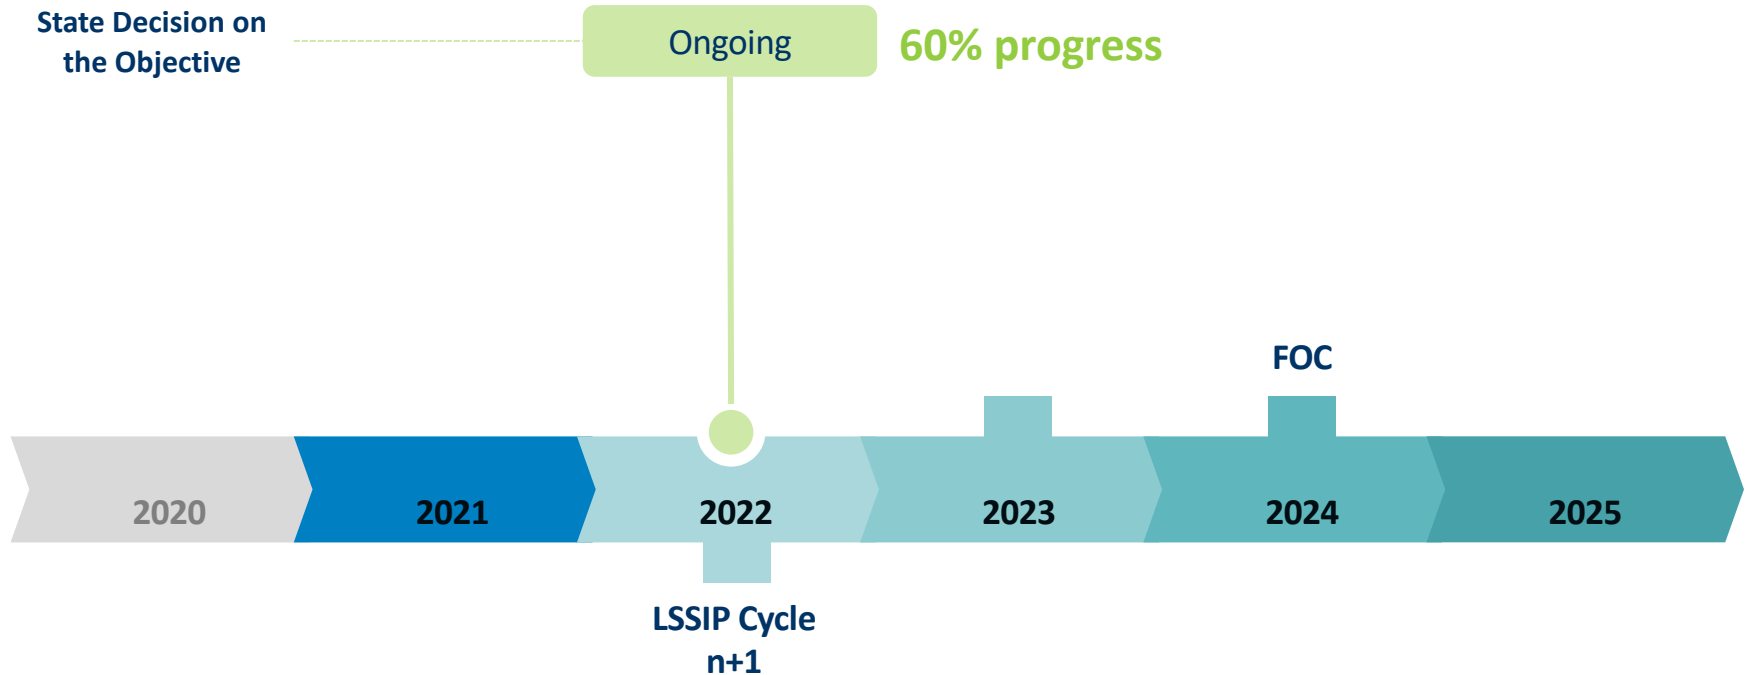 State Decision on
the Objective
Ongoing
60% progress
FOC
2020
2021
2022
2023
2024
2025
LSSIP Cycle
n+1